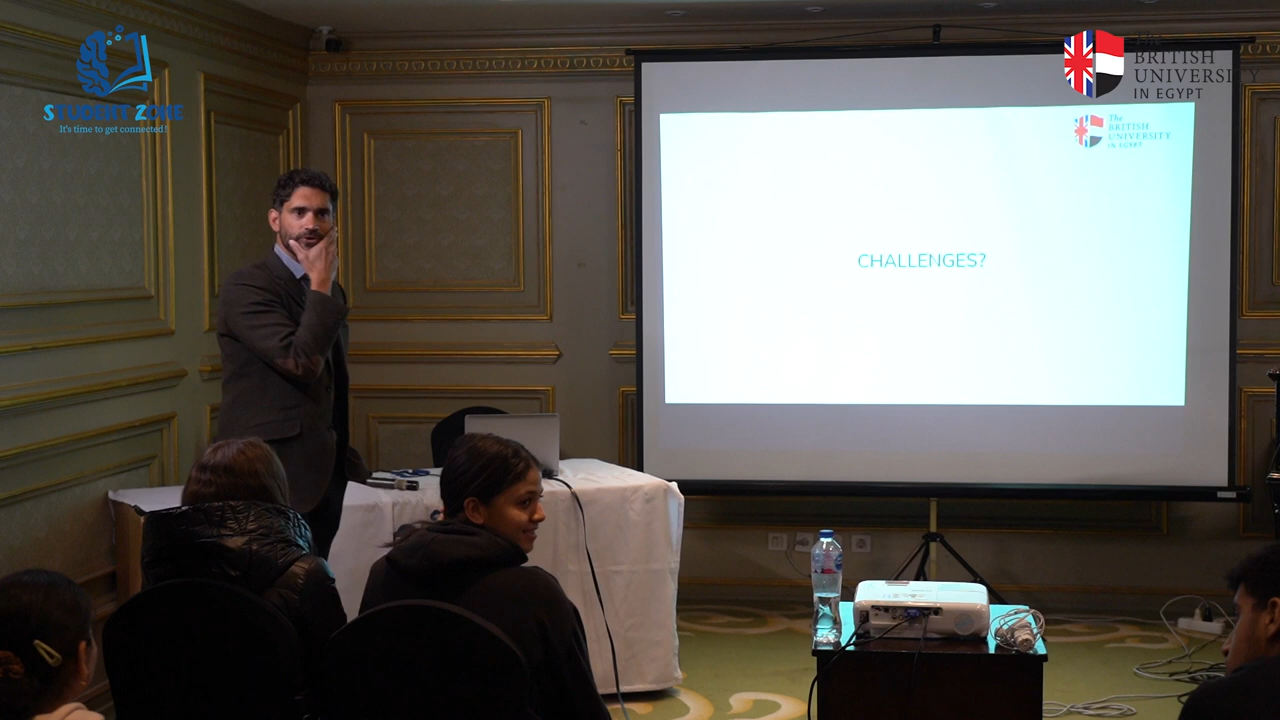 STUDENT ZONE
It's time to get connected!
The
BRITISH
UNIVERSITY
IN EGYPT
The
BRITISH
UNIVERSITY
IN EGYPT
CHALLENGES?